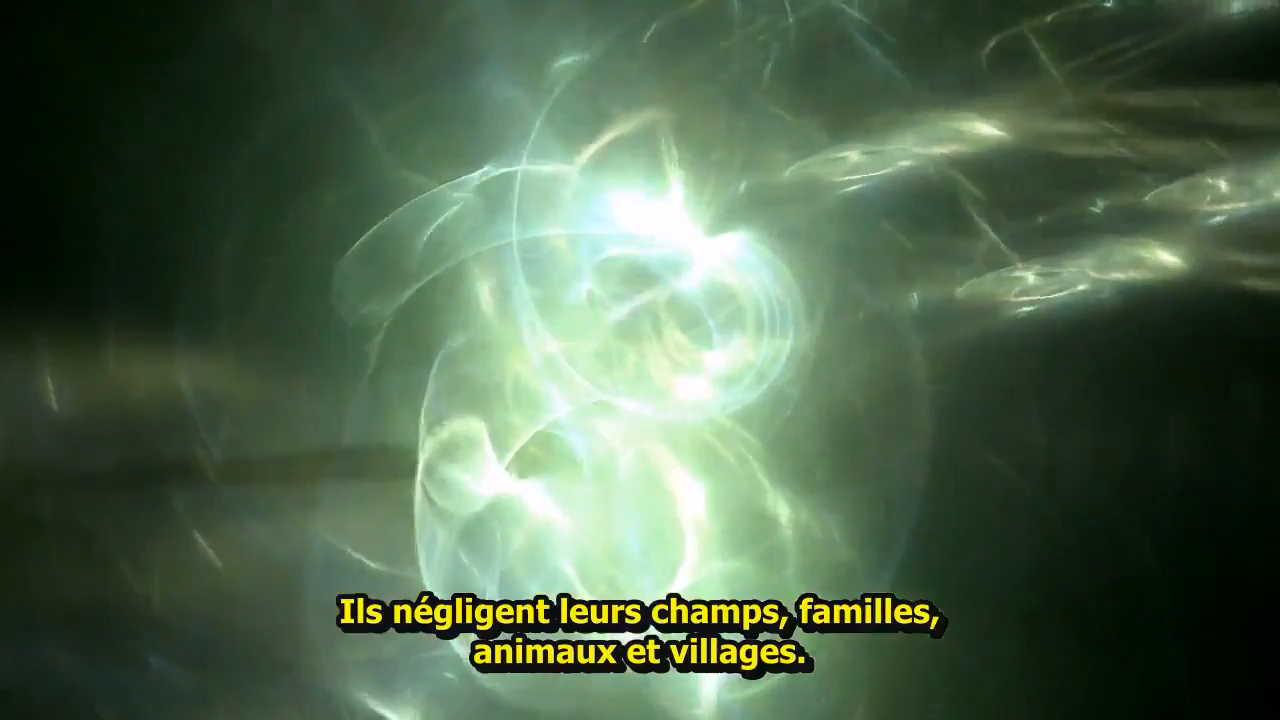 Ils négligent leurs champs, familles,
animaux et villages.